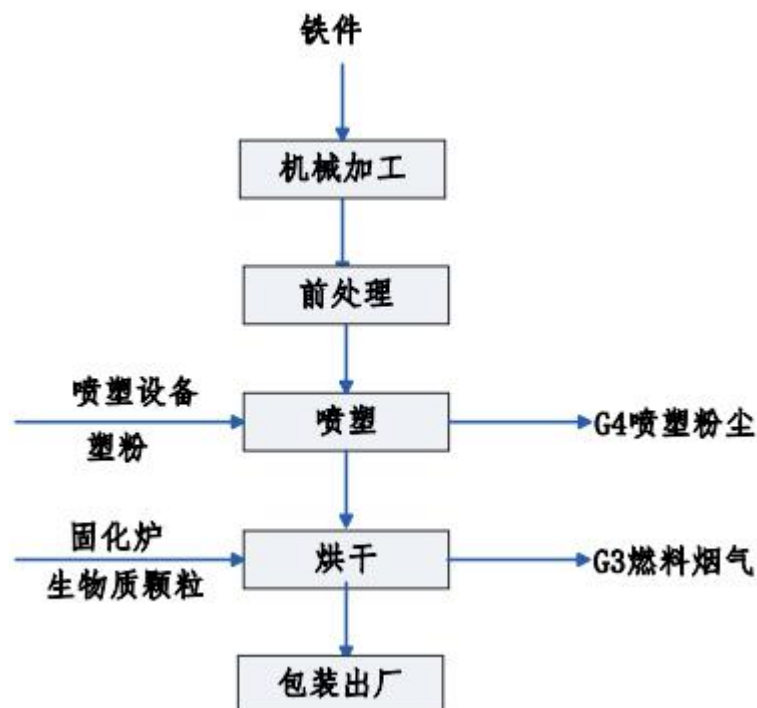 铁件
机械加工
前处理
喷塑设备
塑粉
喷塑
G4喷塑粉尘
固化炉
生物质颗粒
烘干
G3燃料烟气
包装出厂